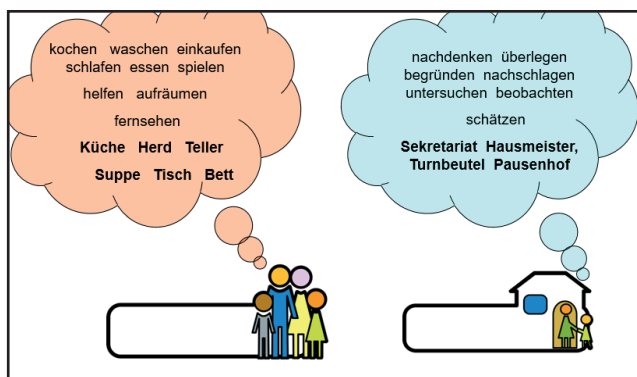 kochen waschen einkaufen
schlafen essen spielen
helfen aufräumen
fernsehen
Küche Herd Teller
Suppe Tisch Bett
nachdenken überlegen
begründen nachschlagen
untersuchen beobachten
schätzen
Sekretariat Hausmeister,
Turnbeutel Pausenhof